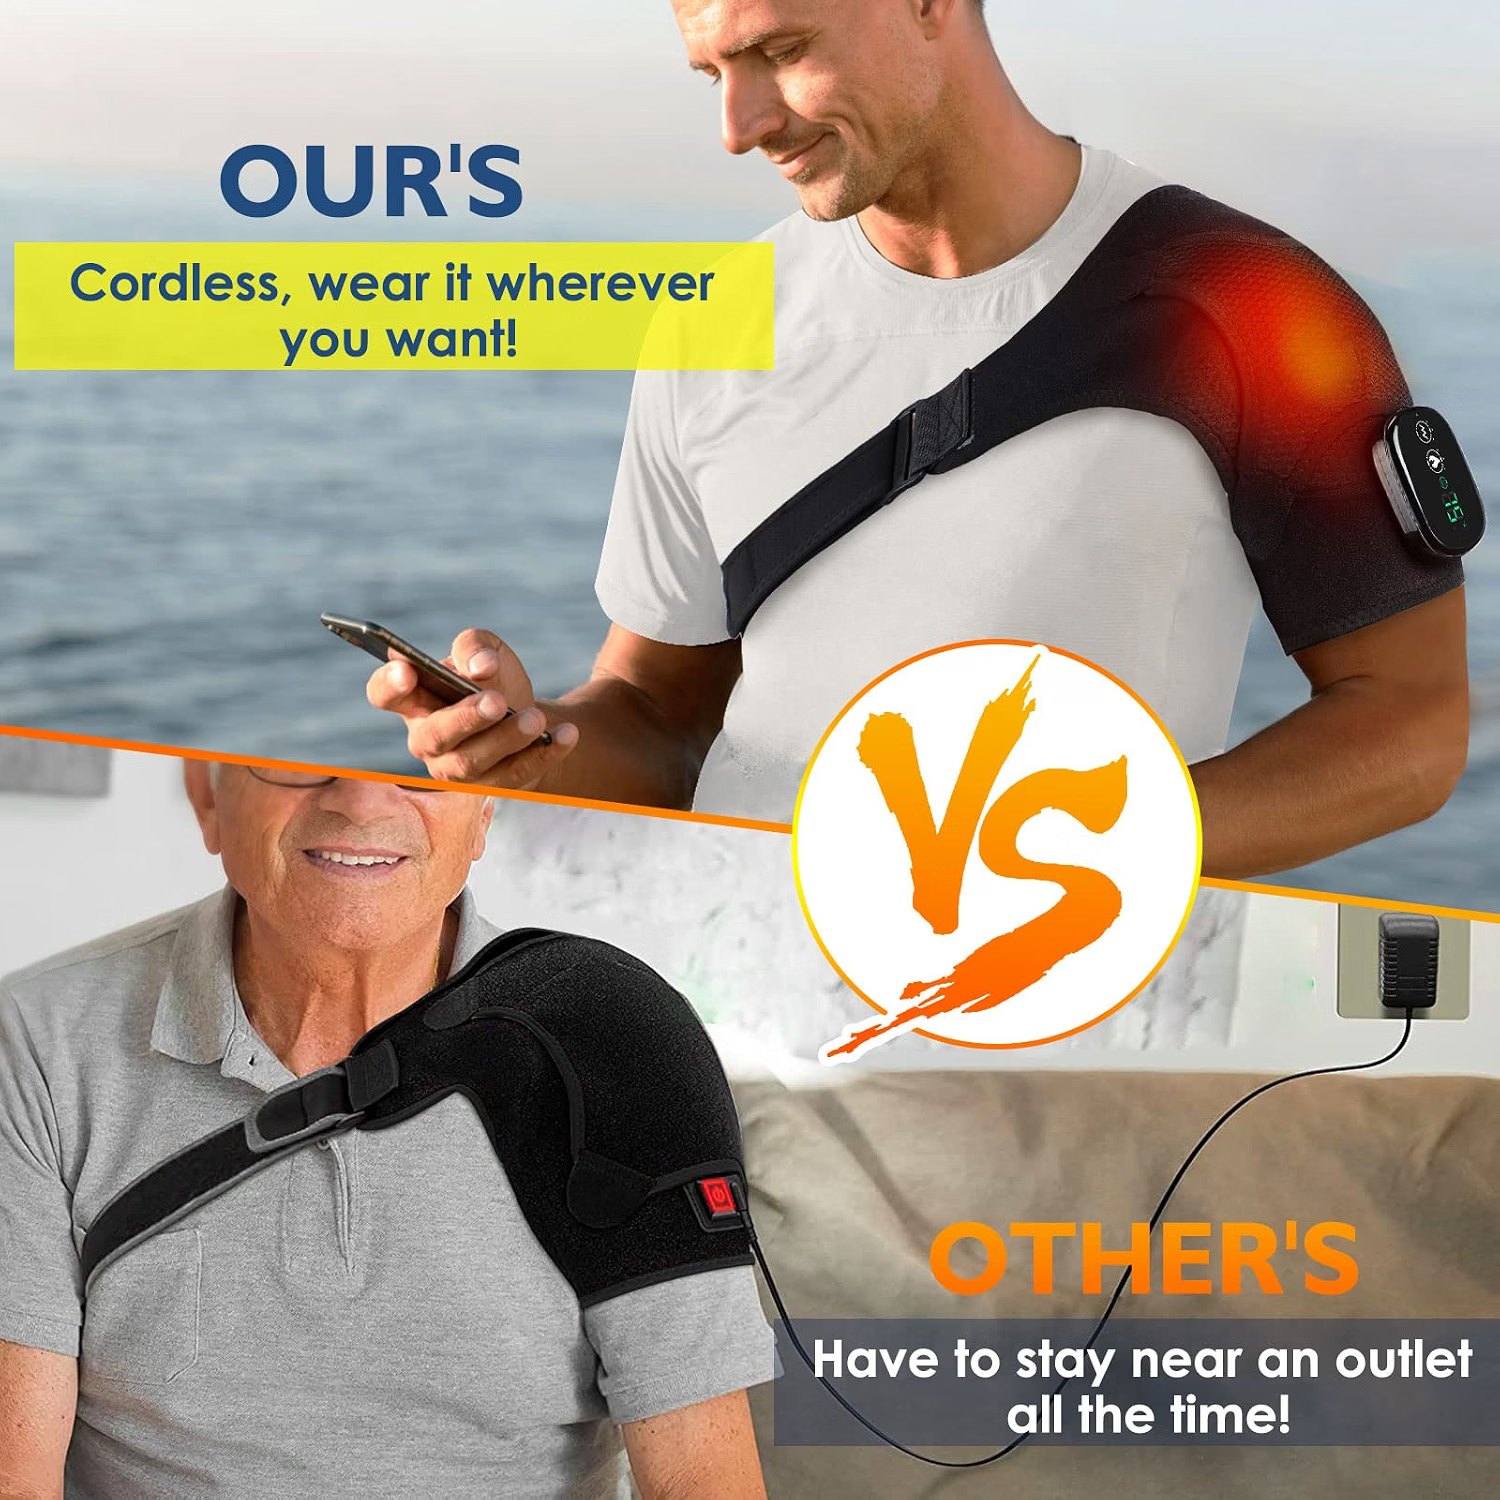 OUR'S
Cordless, wear it wherever
you want!
VS
OTHER'S
Have to stay near an outlet
all the time!